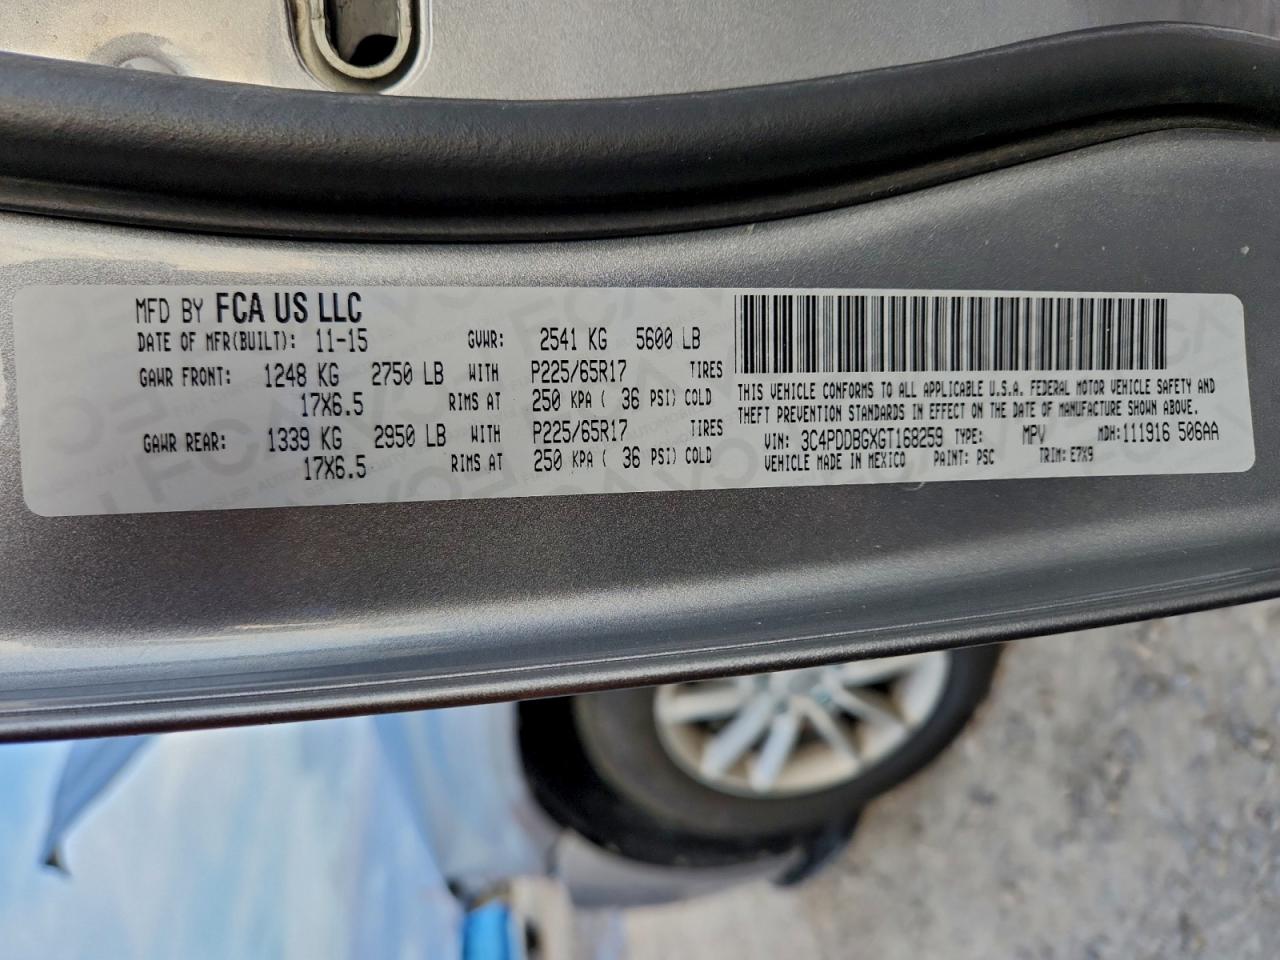 MFD BY FCA US LLC
DATE OF MFR(BUILT): 11-15 GVWR: 2541 KG 5600 LB
GAWR FRONT: 1248 KG 2750 LB WITH P225/65R17 TIRES
17X6.5 RIMS AT 250 KPA ( 36 PSI) COLD
GAWR REAR: 1339 KG 2950 LB WITH P225/65R17 TIRES
17X6.5 RIMS AT 250 KPA ( 36 PSI) COLD
THIS VEHICLE CONFORMS TO ALL APPLICABLE U.S.A. FEDERAL MOTOR VEHICLE SAFETY AND
THEFT PREVENTION STANDARDS IN EFFECT ON THE DATE OF MANUFACTURE SHOWN ABOVE.
VIN: 3C4PDDBGXGT168259 TYPE: MPV MDH:111916 506AA
VEHICLE MADE IN MEXICO PAINT: PSC TRIM: E7X9